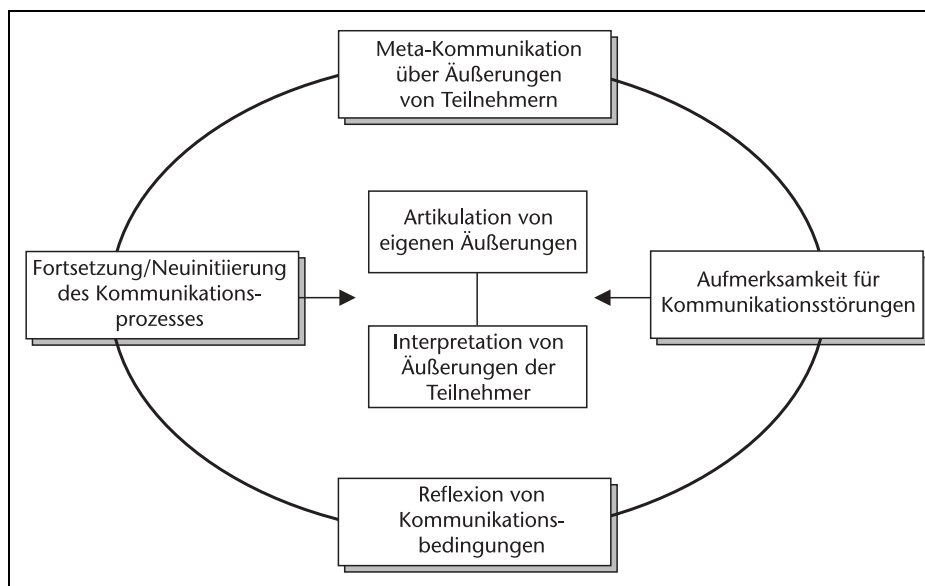 Meta-Kommunikation
über Äußerungen
von Teilnehmern
Artikulation von
eigenen Äußerungen
Fortsetzung/Neuinitiierung
des Kommunikations-
prozesses
Aufmerksamkeit für
Kommunikationsstörungen
Interpretation von
Äußerungen der
Teilnehmer
Reflexion von
Kommunikations-
bedingungen